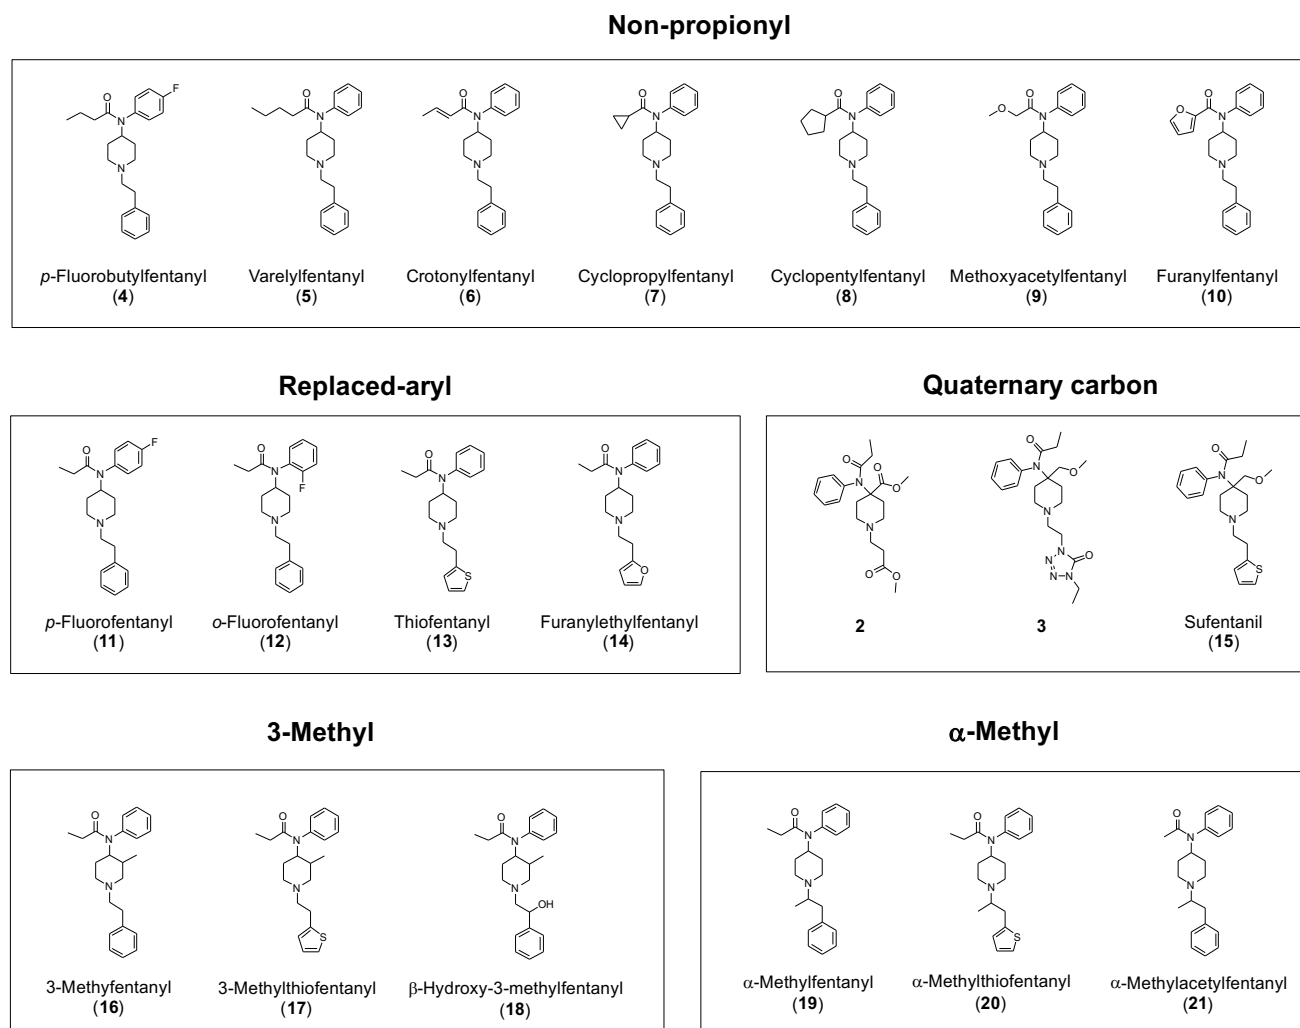 Non-propionyl
p-Fluorobutylfentanyl
(4)
Varelylfentanyl
(5)
Crotonylfentanyl
(6)
Cyclopropylfentanyl
(7)
Cyclopentylfentanyl
(8)
Methoxyacetylfentanyl
(9)
Furanylfentanyl
(10)
Replaced-aryl
p-Fluorofentanyl
(11)
o-Fluorofentanyl
(12)
Thiofentanyl
(13)
Furanylethylfentanyl
(14)
Quaternary carbon
2
3
Sufentanil
(15)
3-Methyl
3-Methyfentanyl
(16)
3-Methylthiofentanyl
(17)
β-Hydroxy-3-methylfentanyl
(18)
α-Methyl
α-Methylfentanyl
(19)
α-Methylthiofentanyl
(20)
α-Methylacetylfentanyl
(21)